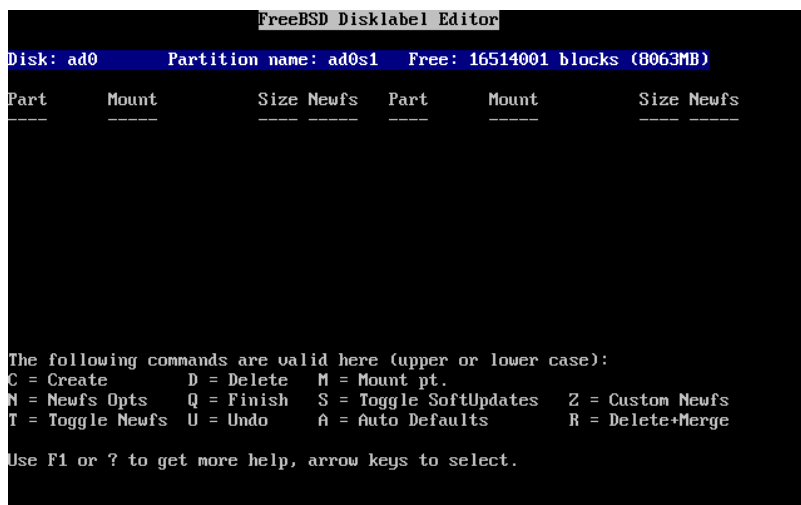 FreeBSD Disklabel Editor
Disk: ad0 Partition name: ad0s1 Free: 16514001 blocks (8063MB)
Part Mount Size Newfs Part Mount Size Newfs
---- ----- ---- ----- ---- ----- ---- -----
The following commands are valid here (upper or lower case):
C = Create D = Delete M = Mount pt.
N = Newfs Opts Q = Finish S = Toggle SoftUpdates Z = Custom Newfs
T = Toggle Newfs U = Undo A = Auto Defaults R = Delete+Merge
Use F1 or ? to get more help, arrow keys to select.